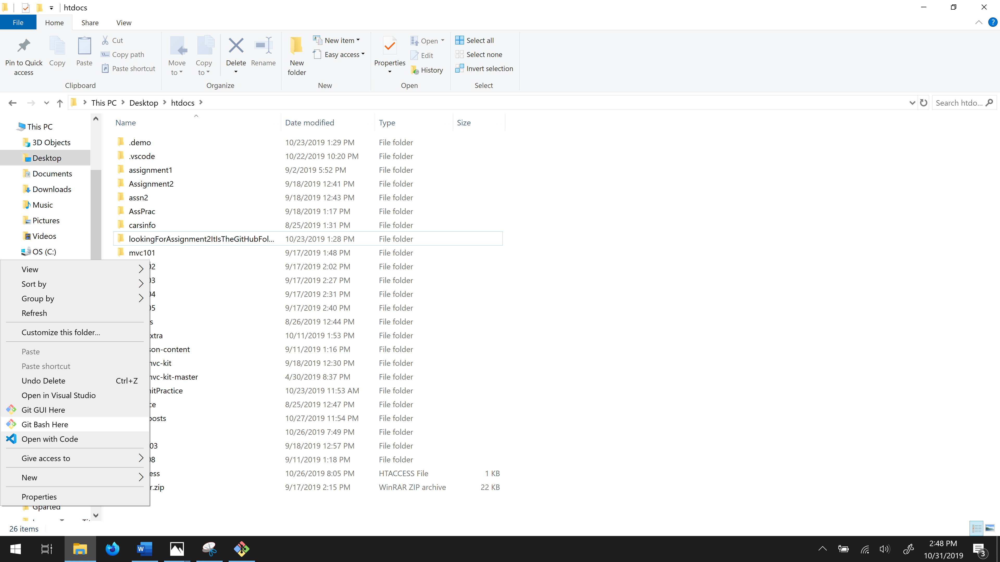 htdocs
File
Home
Share
View
Pin to Quick access
Copy
Paste
Cut
Copy path
Paste shortcut
Clipboard
Move to
Copy to
Delete
Rename
Organize
New folder
New item
Easy access
New
Properties
Open
Edit
History
Open
Select all
Select none
Invert selection
Select
This PC > Desktop > htdocs >
Search htdo...
This PC
3D Objects
Desktop
Documents
Downloads
Music
Pictures
Videos
OS (C:)
Gparted
Name Date modified Type Size
.demo 10/23/2019 1:29 PM File folder
.vscode 10/22/2019 10:20 PM File folder
assignment1 9/2/2019 5:52 PM File folder
Assignment2 9/18/2019 12:41 PM File folder
assn2 9/18/2019 12:43 PM File folder
AssPrac 9/18/2019 1:17 PM File folder
carsinfo 8/25/2019 1:31 PM File folder
lookingForAssignment2ItIsTheGitHubFol... 10/23/2019 1:28 PM File folder
mvc101 9/17/2019 1:48 PM File folder
02 9/17/2019 2:02 PM File folder
03 9/17/2019 2:27 PM File folder
04 9/17/2019 2:31 PM File folder
05 9/17/2019 2:40 PM File folder
s 8/26/2019 12:44 PM File folder
xtra 10/11/2019 1:53 PM File folder
son-content 9/11/2019 1:16 PM File folder
mvc-kit 9/18/2019 12:30 PM File folder
mvc-kit-master 4/30/2019 8:37 PM File folder
nitPractice 10/23/2019 11:53 AM File folder
ce 8/25/2019 12:47 PM File folder
posts 10/27/2019 11:54 PM File folder
10/26/2019 7:49 PM File folder
03 9/18/2019 12:57 PM File folder
08 9/11/2019 1:18 PM File folder
ess 10/26/2019 8:05 PM HTACCESS File 1 KB
r.zip 9/17/2019 2:15 PM WinRAR ZIP archive 22 KB
View
Sort by
Group by
Refresh
Customize this folder...
Paste
Paste shortcut
Undo Delete Ctrl+Z
Open in Visual Studio
Git GUI Here
Git Bash Here
Open with Code
Give access to
New
Properties
26 items
2:48 PM
10/31/2019
3